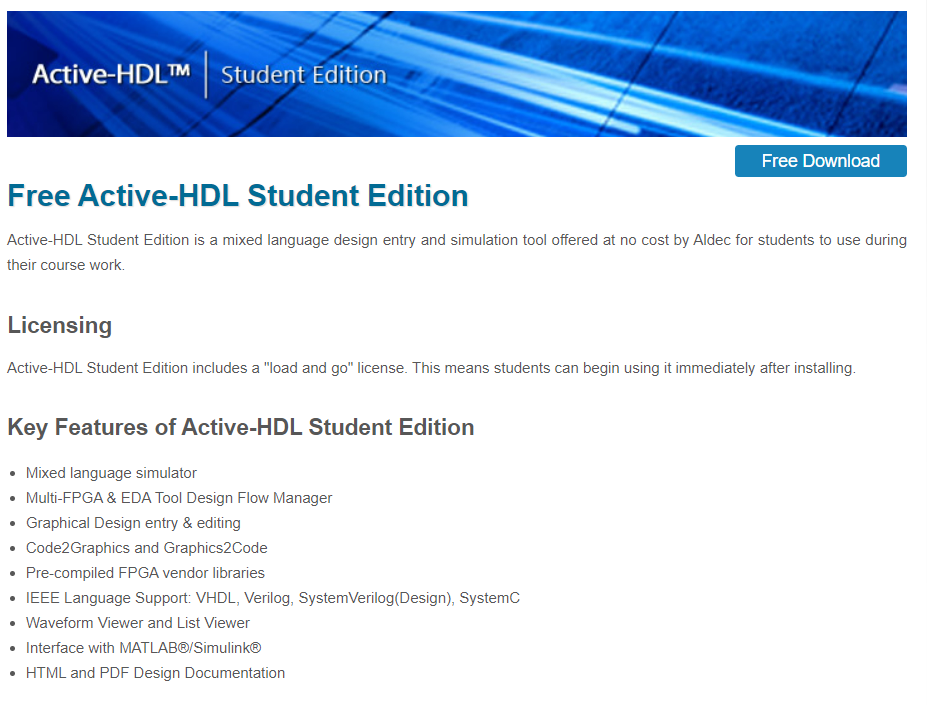 Active-HDL™ | Student Edition
Free Download
Free Active-HDL Student Edition
Active-HDL Student Edition is a mixed language design entry and simulation tool offered at no cost by Aldec for students to use during
their course work.
Licensing
Active-HDL Student Edition includes a "load and go" license. This means students can begin using it immediately after installing.
Key Features of Active-HDL Student Edition
• Mixed language simulator
• Multi-FPGA & EDA Tool Design Flow Manager
• Graphical Design entry & editing
• Code2Graphics and Graphics2Code
• Pre-compiled FPGA vendor libraries
• IEEE Language Support: VHDL, Verilog, SystemVerilog(Design), SystemC
• Waveform Viewer and List Viewer
• Interface with MATLAB®/Simulink®
• HTML and PDF Design Documentation